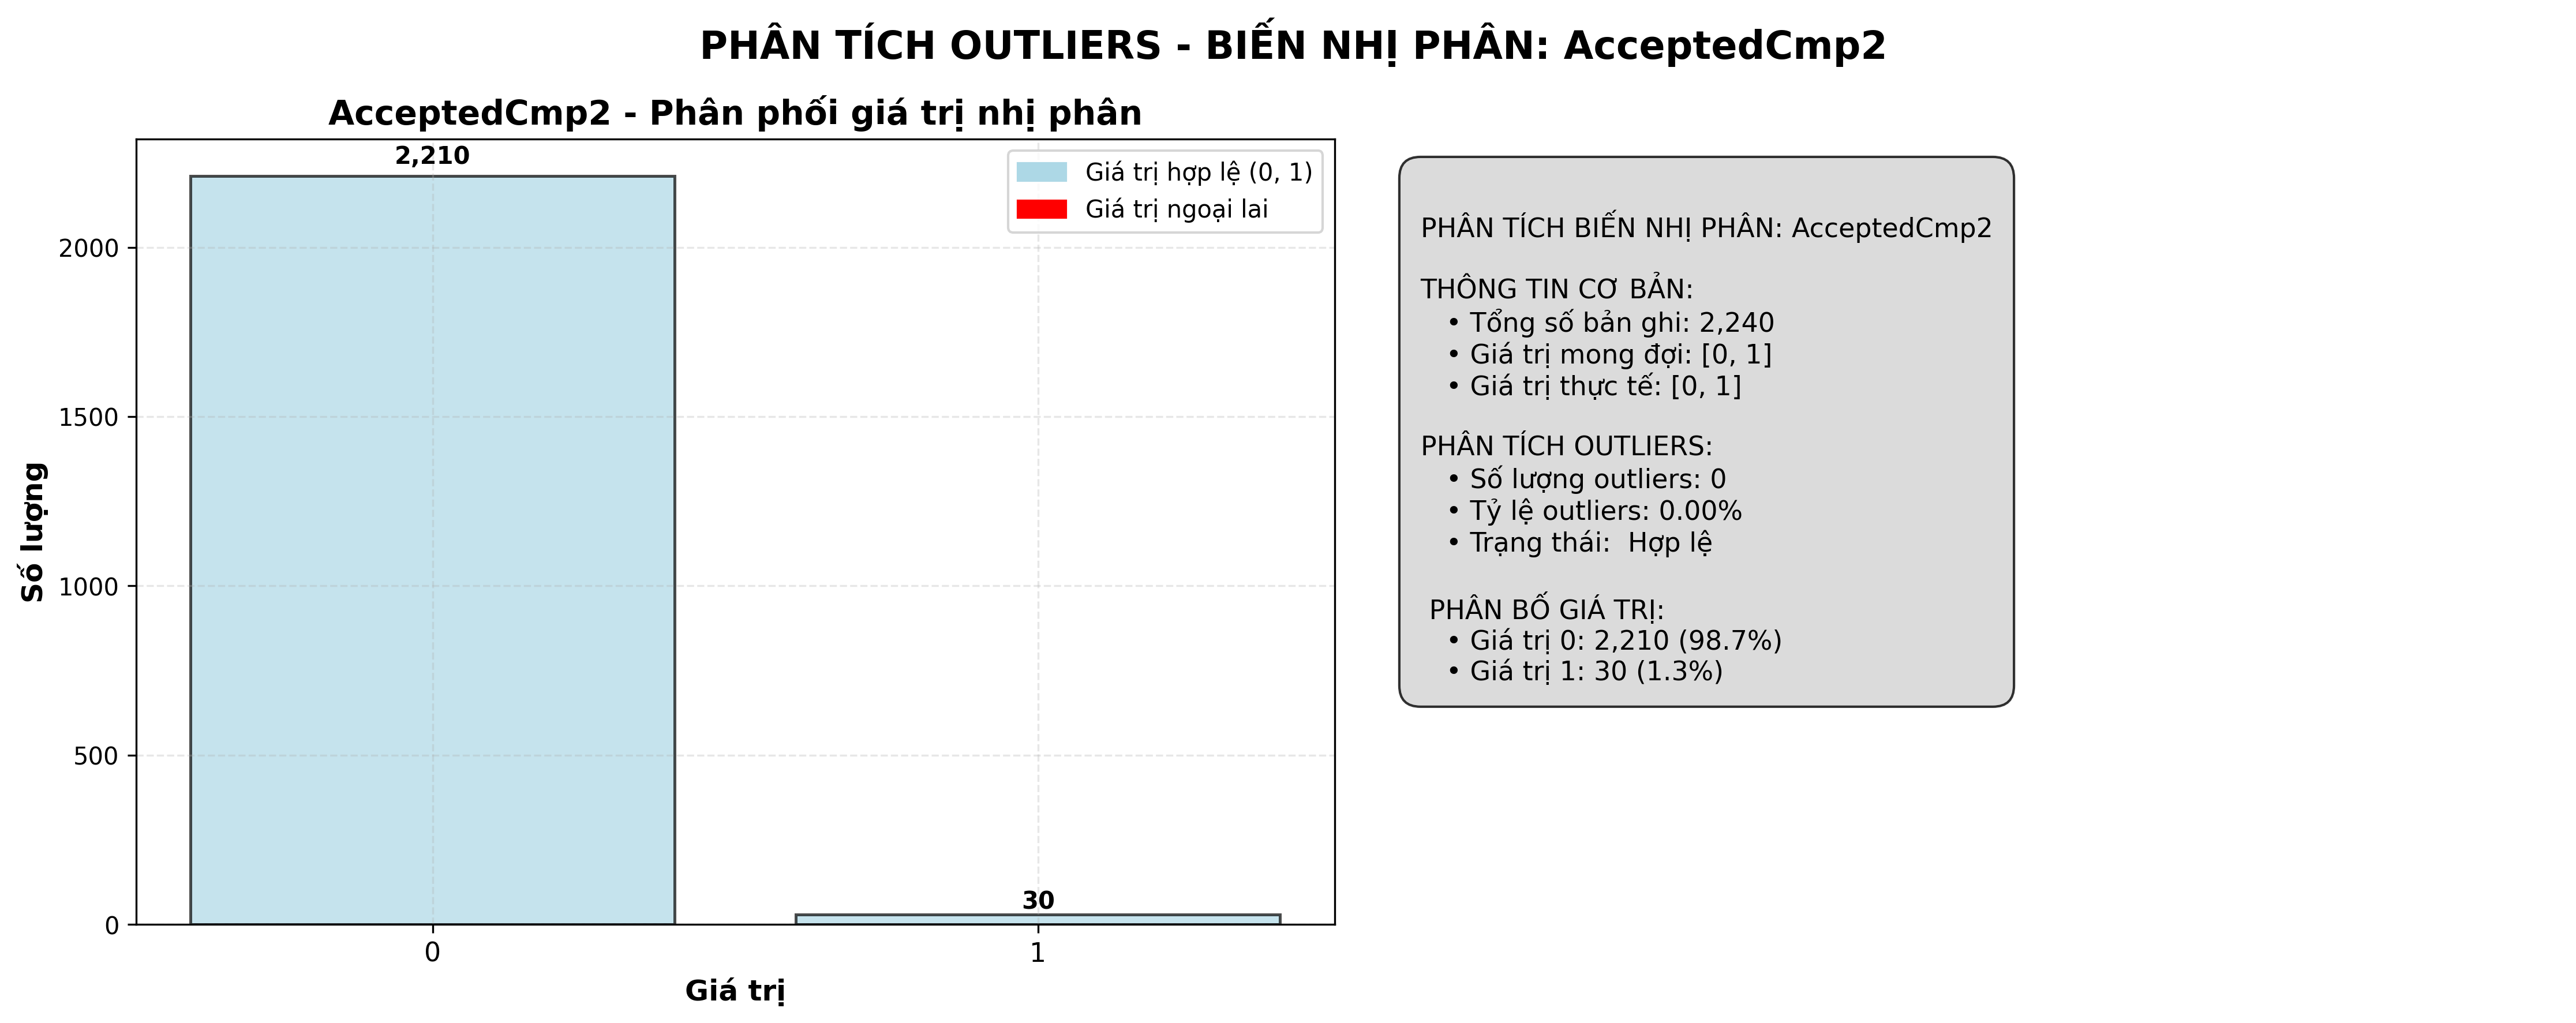 PHÂN TÍCH OUTLIERS - BIẾN NHỊ PHÂN: AcceptedCmp2
AcceptedCmp2 - Phân phối giá trị nhị phân
2,210
Giá trị hợp lệ (0, 1)
Giá trị ngoại lai
2000
1500
1000
500
0
30
0
1
Số lượng
Giá trị
PHÂN TÍCH BIẾN NHỊ PHÂN: AcceptedCmp2
THÔNG TIN CƠ BẢN:
• Tổng số bản ghi: 2,240
• Giá trị mong đợi: [0, 1]
• Giá trị thực tế: [0, 1]
PHÂN TÍCH OUTLIERS:
• Số lượng outliers: 0
• Tỷ lệ outliers: 0.00%
• Trạng thái:  Hợp lệ
PHÂN BỐ GIÁ TRỊ:
• Giá trị 0: 2,210 (98.7%)
• Giá trị 1: 30 (1.3%)